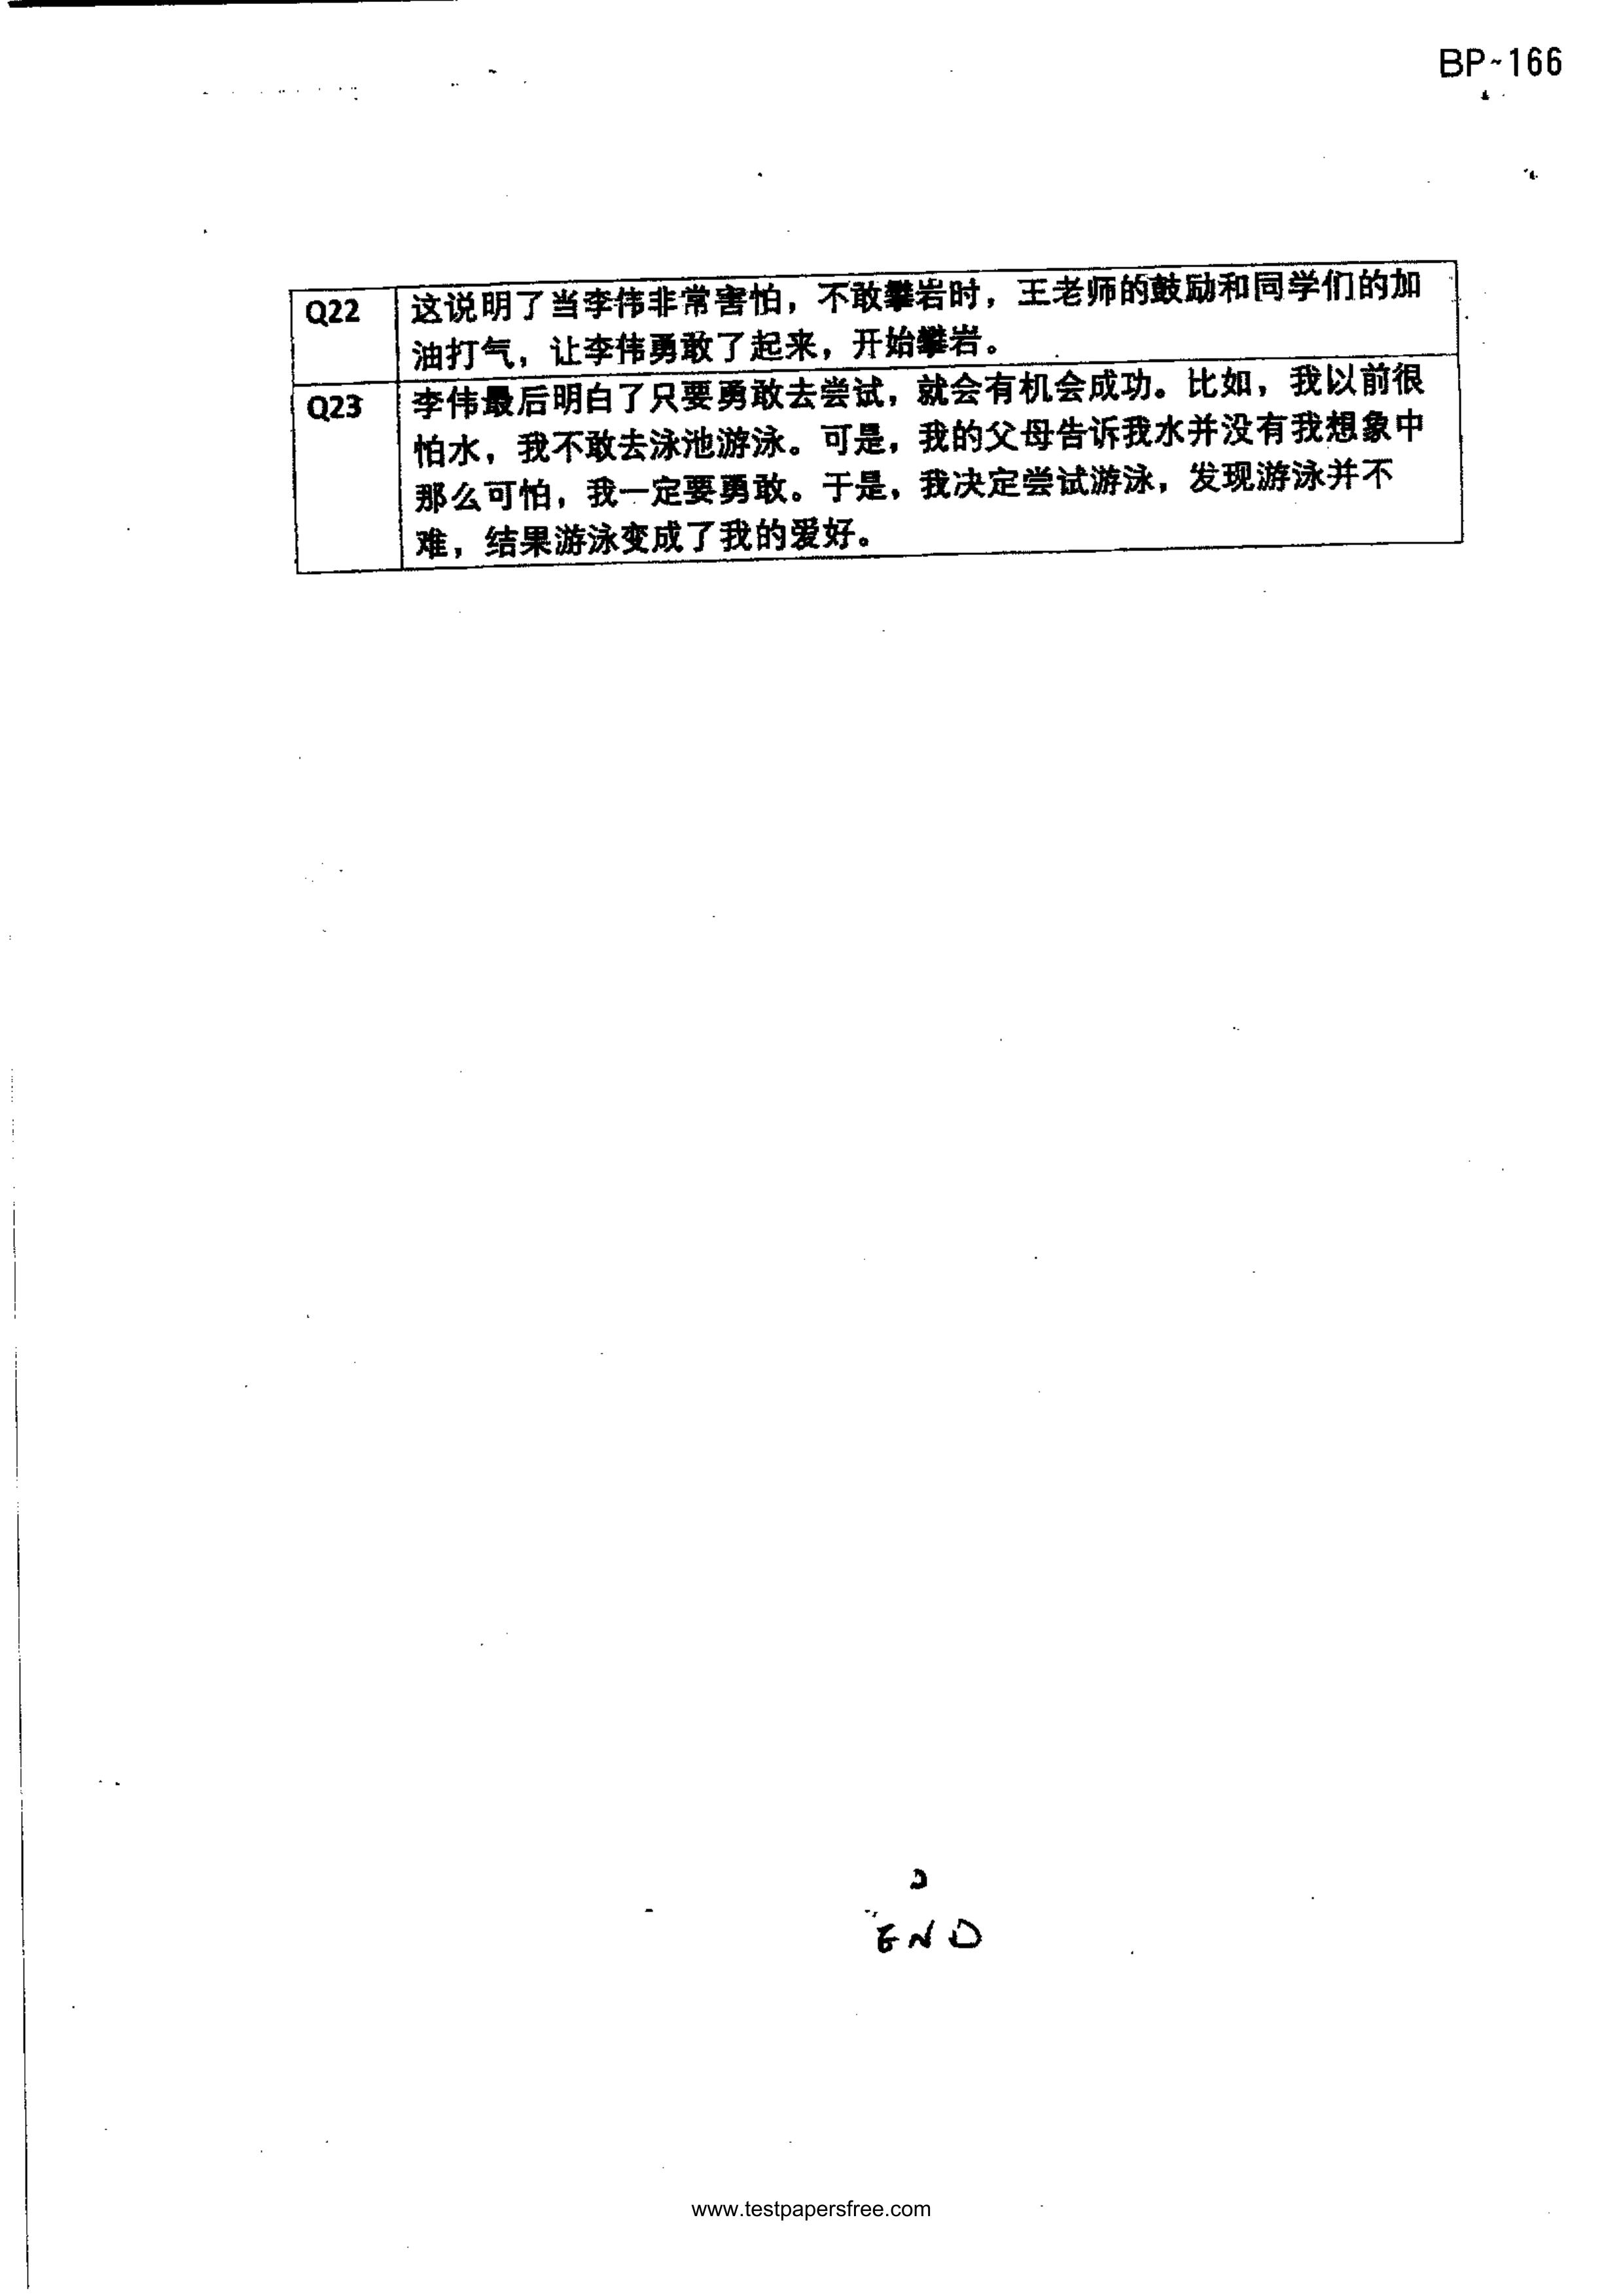 BP~166
Q22 这说明了当李伟非常害怕，不敢攀岩时，王老师的鼓励和同学们的加
油打气，让李伟勇敢了起来，开始攀岩。
Q23 李伟最后明白了只要勇敢去尝试，就会有机会成功。比如，我以前很
怕水，我不敢去泳池游泳。可是，我的父母告诉我水并没有我想象中
那么可怕，我一定要勇敢。于是，我决定尝试游泳，发现游泳并不
难，结果游泳变成了我的爱好。
END
www.testpapersfree.com